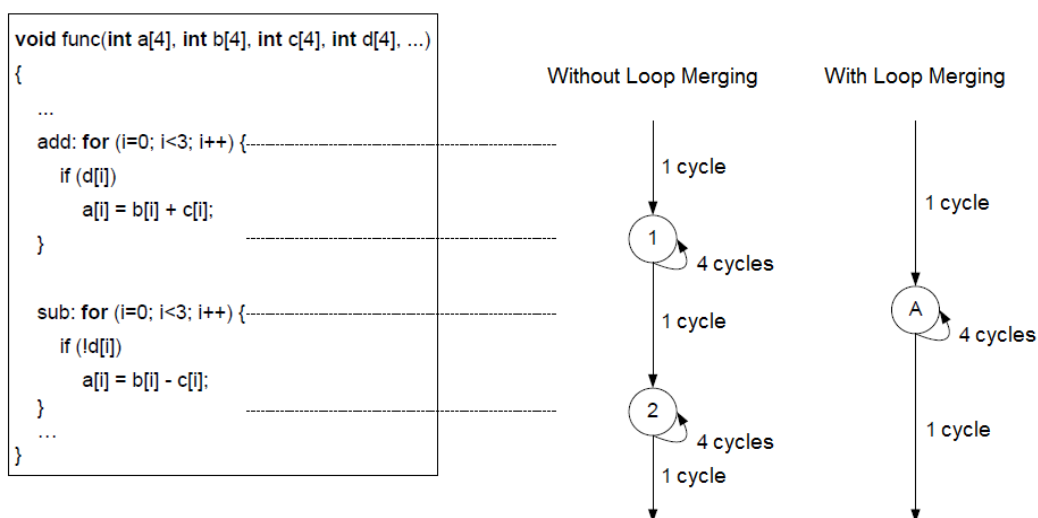 void func(int a[4], int b[4], int c[4], int d[4], ...)
{
...
add: for (i=0; i<3; i++) {
if (d[i])
a[i] = b[i] + c[i];
}
sub: for (i=0; i<3; i++) {
if (!d[i])
a[i] = b[i] - c[i];
}
...
}
Without Loop Merging
1 cycle
1
4 cycles
1 cycle
2
4 cycles
1 cycle
With Loop Merging
1 cycle
A
4 cycles
1 cycle